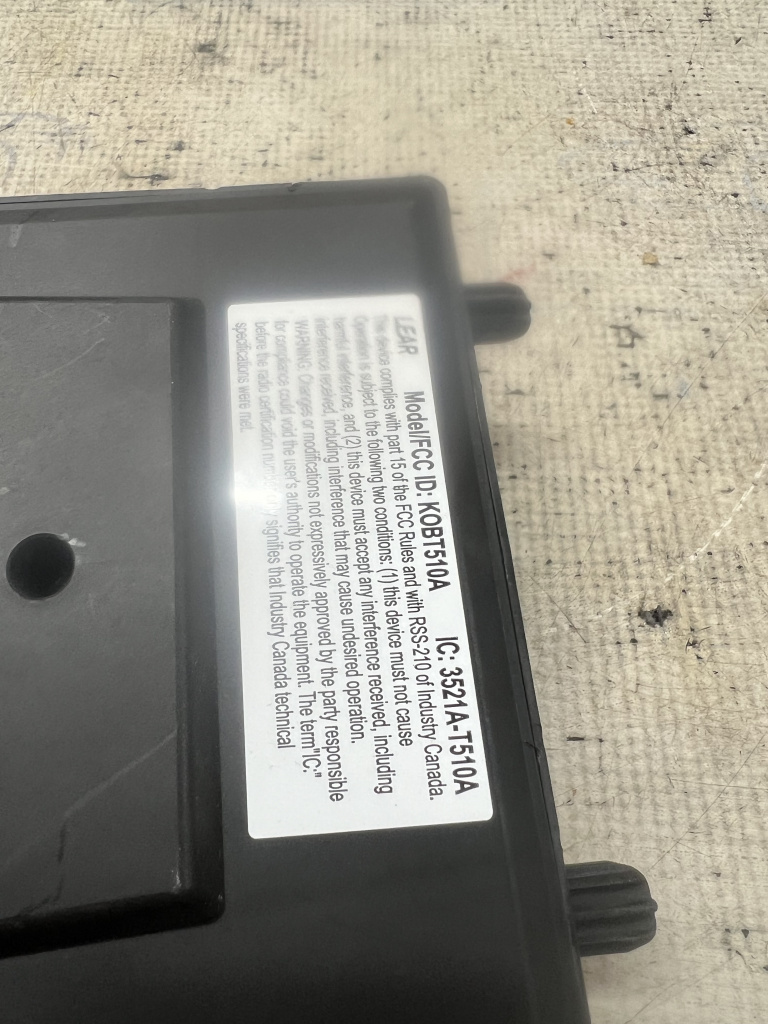 LEAR Model/FCC ID: KOBT510A IC: 3521A-T510A
This device complies with part 15 of the FCC Rules and with RSS-210 of Industry Canada.
Operation is subject to the following two conditions: (1) this device must not cause
harmful interference, and (2) this device must accept any interference received, including
interference received, including interference that may cause undesired operation.
WARNING: Changes or modifications not expressively approved by the party responsible
for compliance could void the user's authority to operate the equipment. The term "IC:"
before the radio certification number only signifies that Industry Canada technical
specifications were met.